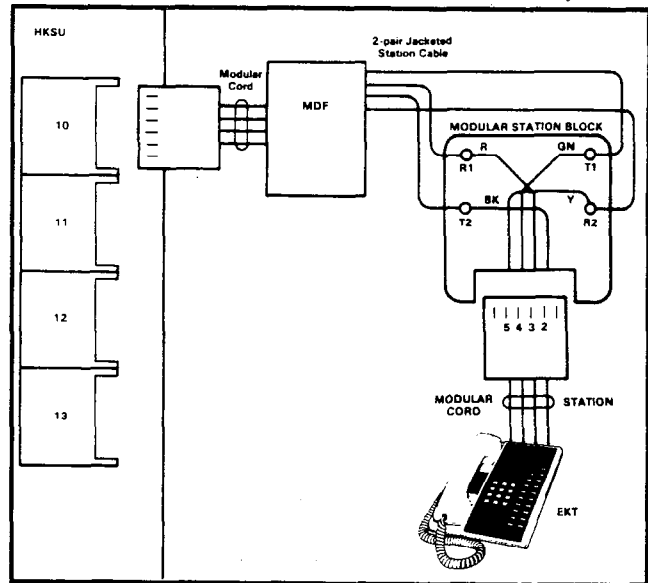 HKSU
10
11
12
13
Modular
Cord
MDF
2-pair Jacketed
Station Cable
MODULAR STATION BLOCK
R
GN
R1
T1
BK
Y
T2
R2
5 4 3 2
MODULAR
CORD
STATION
EKT